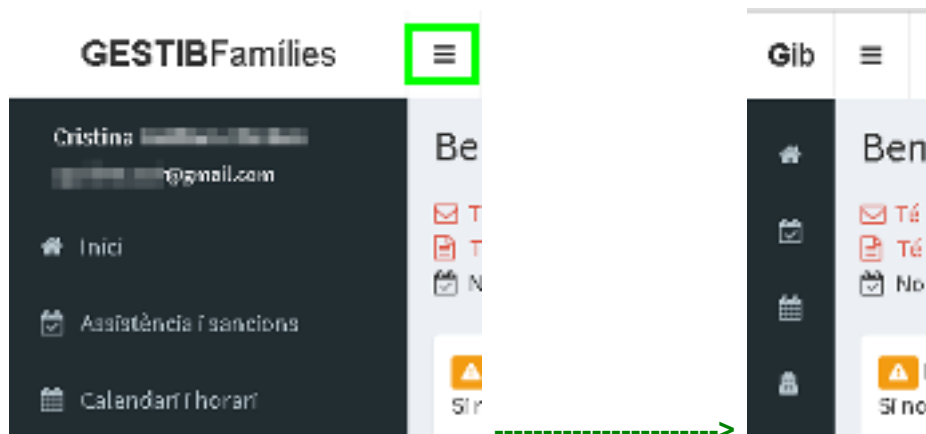 GESTIBFamílies
Cristina
@gmail.com
Inici
Assistència i sancions
Calendari i horari
Be
T
T
N
Si
Gib
Ben
Té
Té
No
Si no